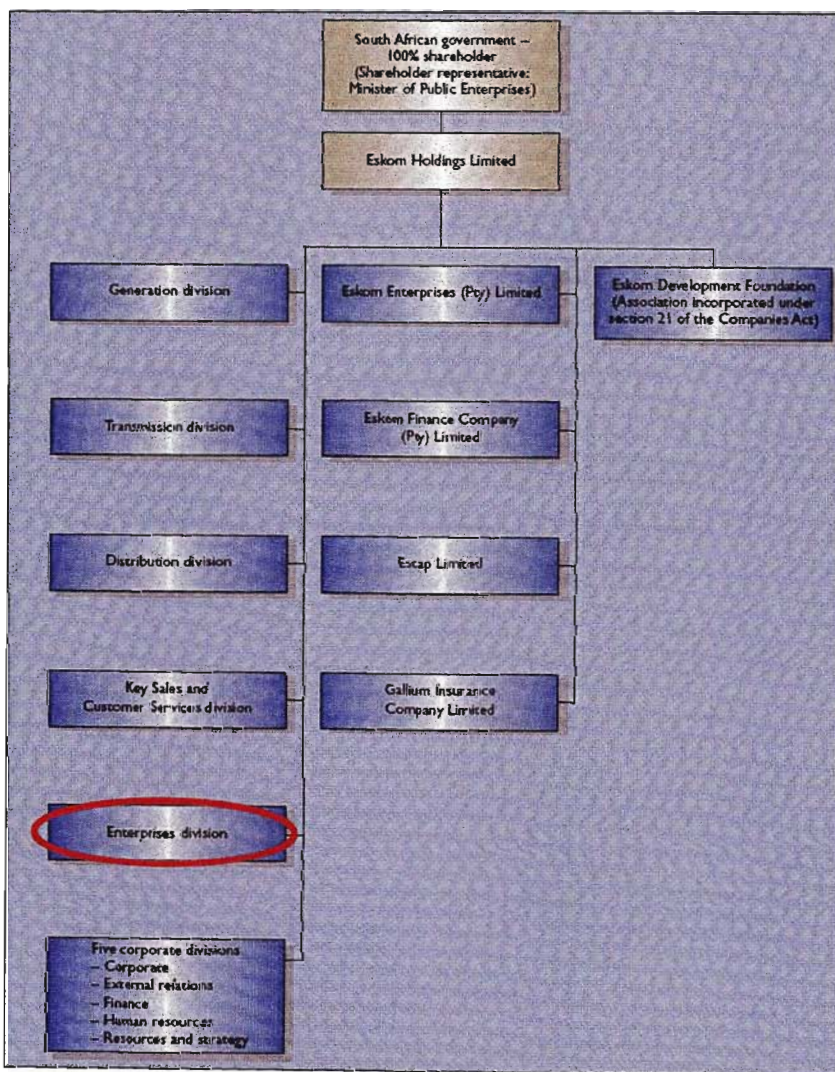 South African government –
100% shareholder
(Shareholder representative:
Minister of Public Enterprises)
Eskom Holdings Limited
Generation division
Eskom Enterprises (Pty) Limited
Eskom Development Foundation
(Association incorporated under
section 21 of the Companies Act)
Transmission division
Eskom Finance Company
(Pty) Limited
Distribution division
Escap Limited
Key Sales and
Customer Services division
Gallium Insurance
Company Limited
Enterprises division
Five corporate divisions
– Corporate
– External relations
– Finance
– Human resources
– Resources and strategy